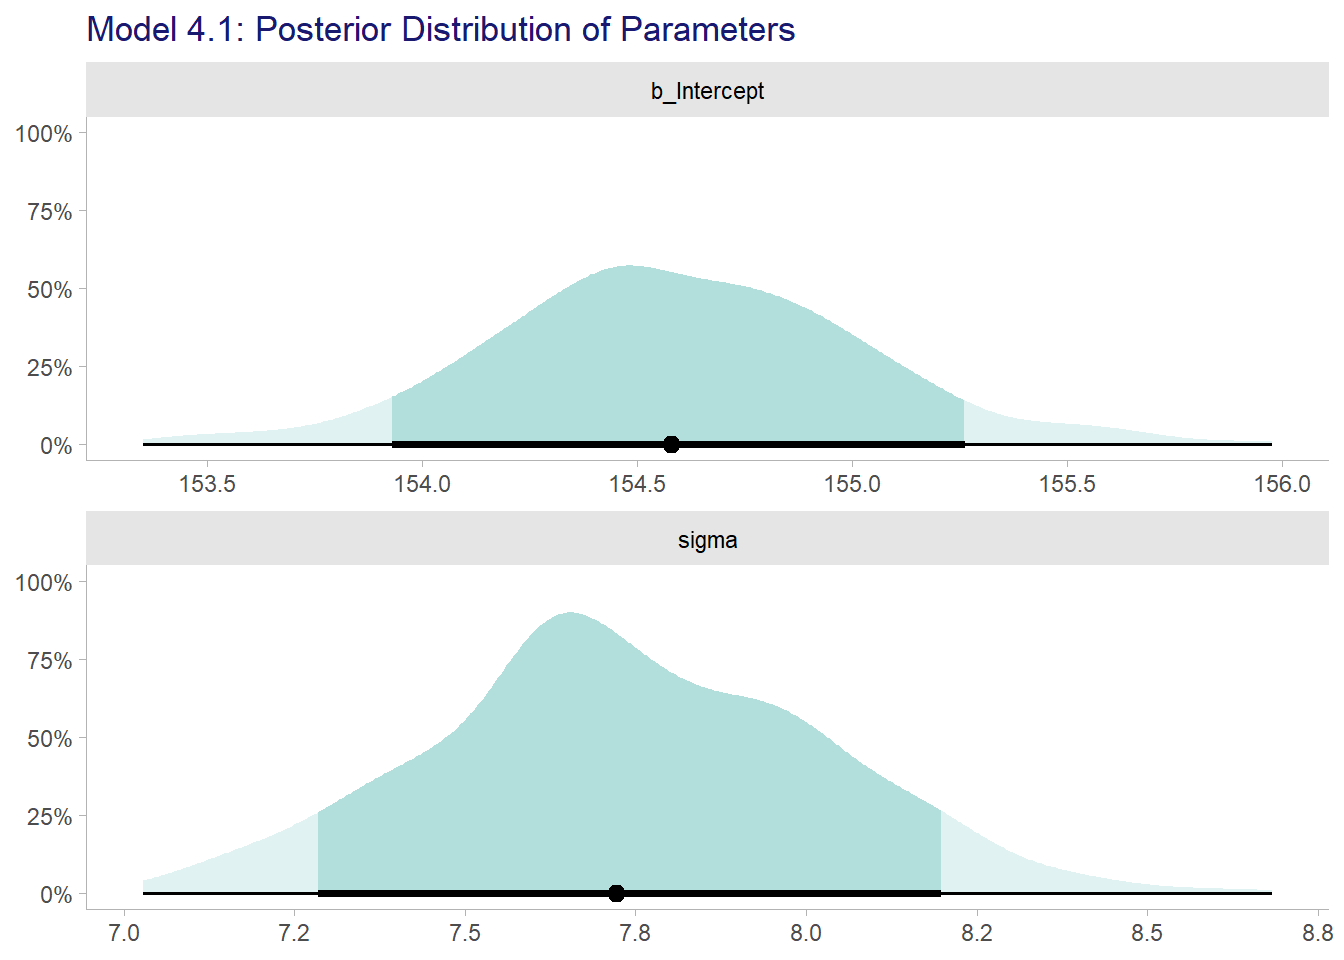 Model 4.1: Posterior Distribution of Parameters
b_Intercept
100%
75%
50%
25%
0%
153.5 154.0 154.5 155.0 155.5 156.0
sigma
100%
75%
50%
25%
0%
7.0 7.2 7.5 7.8 8.0 8.2 8.5 8.8